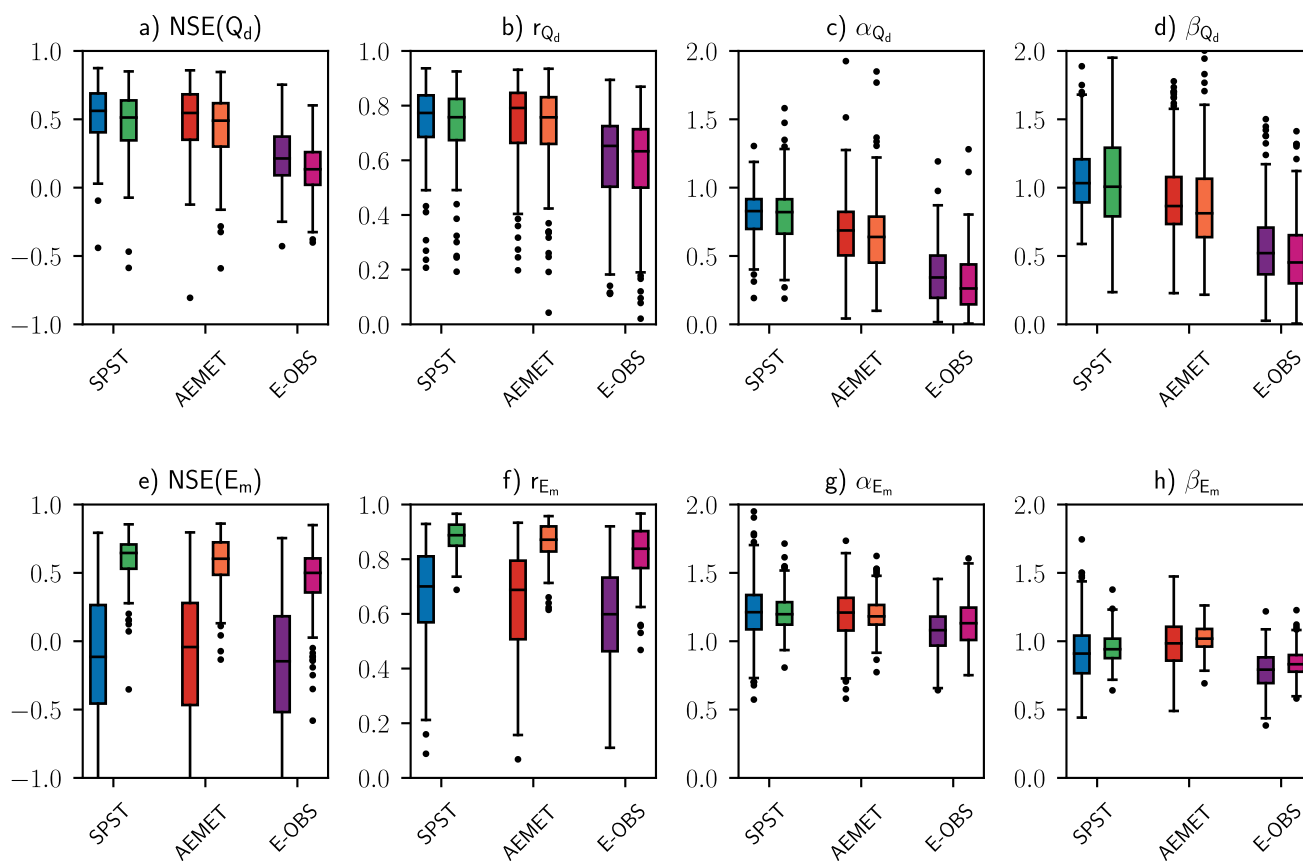 a) NSE(Q_d) b) r_Q_d c) α_Q_d d) β_Q_d
1.0 1.0 2.0 2.0
0.5 0.8 1.5 1.5
0.0 0.6 1.0 1.0
0.4
−0.5 0.2 0.5 0.5
−1.0 0.0 0.0 0.0
SPST AEMET E-OBS SPST AEMET E-OBS SPST AEMET E-OBS SPST AEMET E-OBS
e) NSE(E_m) f) r_E_m g) α_E_m h) β_E_m
1.0 1.0 2.0 2.0
0.5 0.8 1.5 1.5
0.0 0.6 1.0 1.0
0.4
−0.5 0.2 0.5 0.5
−1.0 0.0 0.0 0.0
SPST AEMET E-OBS SPST AEMET E-OBS SPST AEMET E-OBS SPST AEMET E-OBS